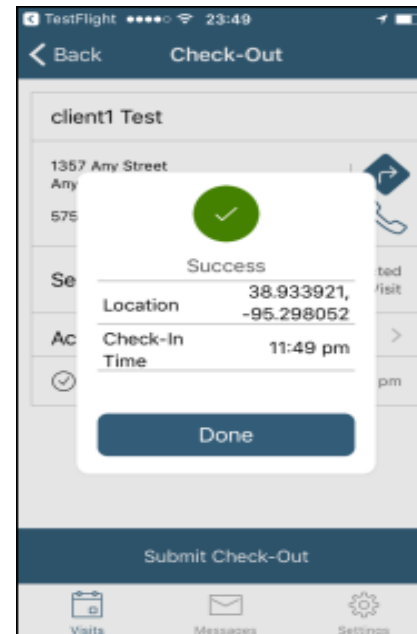 TestFlight 23:49
Back Check-Out
client1 Test
1357 Any Street
Any
575
Success
Se ted
Location 38.933921,
-95.298052
/isit
Ac
Check-In
Time 11:49 pm
pm
Done
Submit Check-Out
Visits Messages Settings